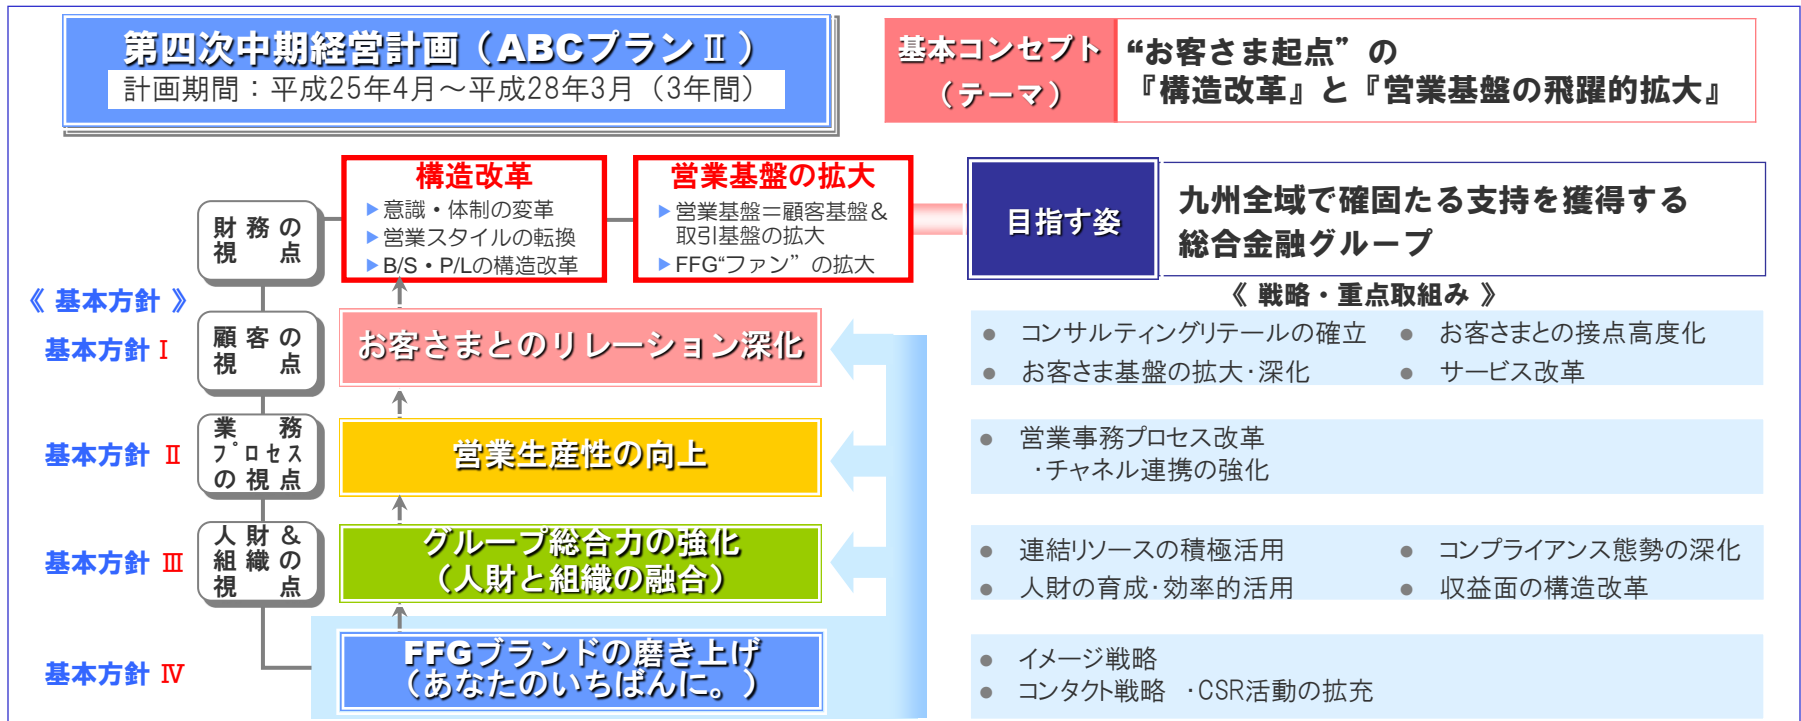 第四次中期経営計画（ABCプランⅡ）
計画期間：平成25年4月～平成28年3月（3年間）
基本コンセプト
（テーマ）
“お客さま起点”の
『構造改革』と『営業基盤の飛躍的拡大』
財務の
視点
構造改革
▶意識・体制の変革
▶営業スタイルの転換
▶B/S・P/Lの構造改革
営業基盤の拡大
▶営業基盤＝顧客基盤＆
取引基盤の拡大
▶FFG“ファン”の拡大
目指す姿
九州全域で確固たる支持を獲得する
総合金融グループ
《 基本方針 》
《 戦略・重点取組み 》
基本方針 Ⅰ
顧客の
視点
お客さまとのリレーション深化
● コンサルティングリテールの確立 ● お客さまとの接点高度化
● お客さま基盤の拡大・深化 ● サービス改革
基本方針 Ⅱ
業務
プロセス
の視点
営業生産性の向上
● 営業事務プロセス改革
・チャネル連携の強化
基本方針 Ⅲ
人財＆
組織の
視点
グループ総合力の強化
（人財と組織の融合）
● 連結リソースの積極活用 ● コンプライアンス態勢の深化
● 人財の育成・効率的活用 ● 収益面の構造改革
基本方針 Ⅳ
FFGブランドの磨き上げ
（あなたのいちばんに。）
● イメージ戦略
● コンタクト戦略 ・CSR活動の拡充